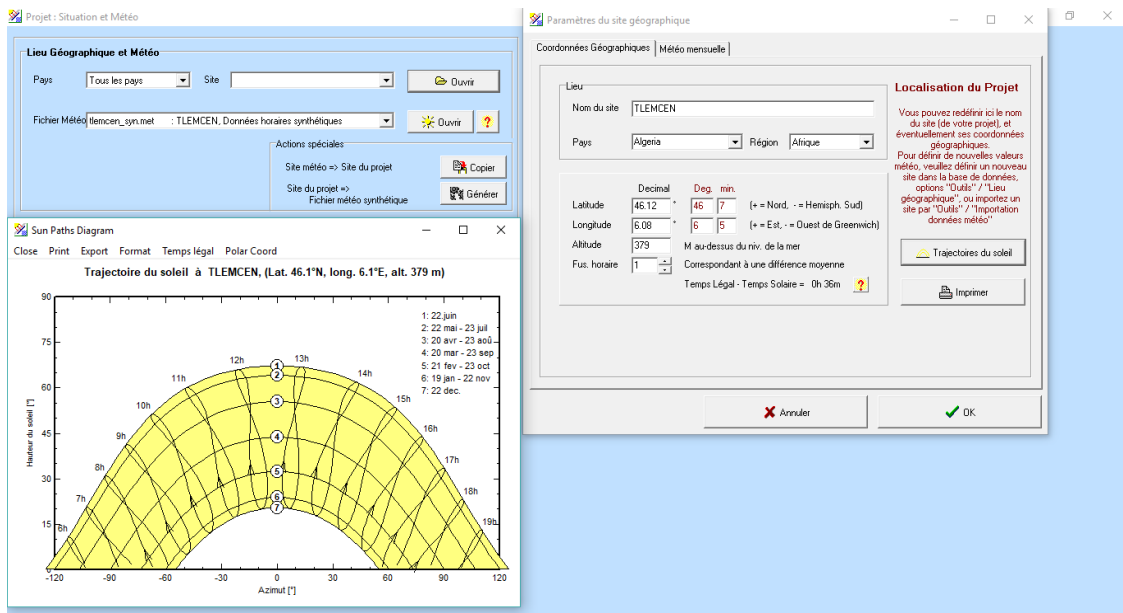 Projet : Situation et Météo
Lieu Géographique et Météo
Pays Tous les pays Site Ouvrir
Fichier Météo tlemcen_syn.met : TLEMCEN, Données horaires synthétiques Ouvrir ?
Actions spéciales
Site météo => Site du projet Copier
Site du projet =>
Fichier météo synthétique Générer
Sun Paths Diagram
Close Print Export Format Temps légal Polar Coord
Trajectoire du soleil à TLEMCEN, (Lat. 46.1°N, long. 6.1°E, alt. 379 m)
90
75
60
45
30
15
0
Hauteur du soleil [°]
1: 22.juin
2: 22 mai - 23 juil
3: 20 avr - 23 aoû
4: 20 mar - 23 sep
5: 21 fev - 23 oct
6: 19 jan - 22 nov
7: 22 dec.
6h
7h
8h
9h
10h
11h
12h
13h
14h
15h
16h
17h
18h
19h
1
2
3
4
5
6
7
-120 -90 -60 -30 0 30 60 90 120
Azimut [°]
Paramètres du site géographique
Coordonnées Géographiques Météo mensuelle
Lieu
Nom du site TLEMCEN
Pays Algeria Région Afrique
Decimal Deg. min.
Latitude 46.12 ° 46 7 (+ = Nord, - = Hemisph. Sud)
Longitude 6.08 ° 6 5 (+ = Est, - = Ouest de Greenwich)
Altitude 379 M au-dessus du niv. de la mer
Fus. horaire 1 Correspondant à une différence moyenne
Temps Légal - Temps Solaire = 0h 36m ?
Localisation du Projet
Vous pouvez redéfinir ici le nom
du site (de votre projet), et
éventuellement ses coordonnées
géographiques.
Pour définir de nouvelles valeurs
météo, veuillez définir un nouveau
site dans la base de données,
options "Outils" / "Lieu
géographique", ou importez un
site par "Outils" / "Importation
données météo"
Trajectoires du soleil
Imprimer
Annuler OK